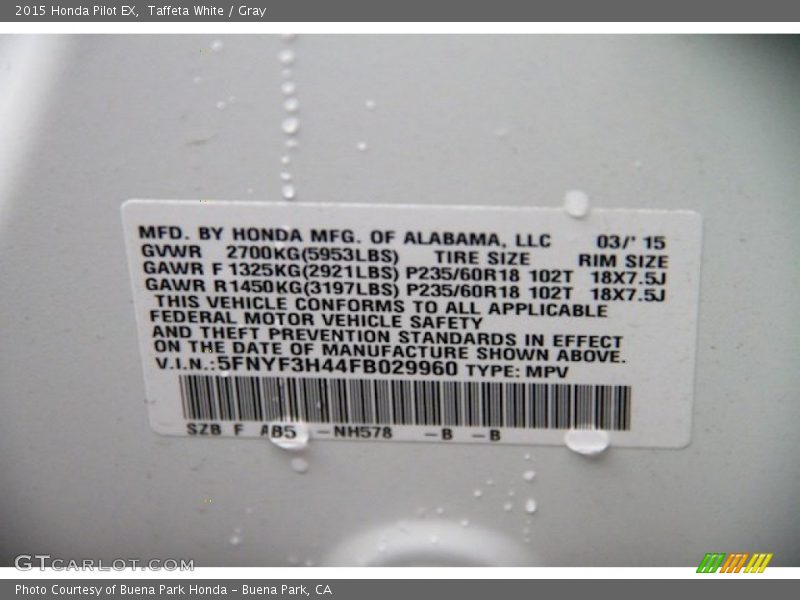 2015 Honda Pilot EX, Taffeta White / Gray
MFD. BY HONDA MFG. OF ALABAMA, LLC 03/' 15
GVWR 2700KG(5953LBS) TIRE SIZE RIM SIZE
GAWR F 1325KG(2921LBS) P235/60R18 102T 18X7.5J
GAWR R1450KG(3197LBS) P235/60R18 102T 18X7.5J
THIS VEHICLE CONFORMS TO ALL APPLICABLE
FEDERAL MOTOR VEHICLE SAFETY
AND THEFT PREVENTION STANDARDS IN EFFECT
ON THE DATE OF MANUFACTURE SHOWN ABOVE.
V.I.N.:5FNYF3H44FB029960 TYPE: MPV
SZB F AB5 -NH578 -B -B
GTCARLOT.COM
Photo Courtesy of Buena Park Honda - Buena Park, CA